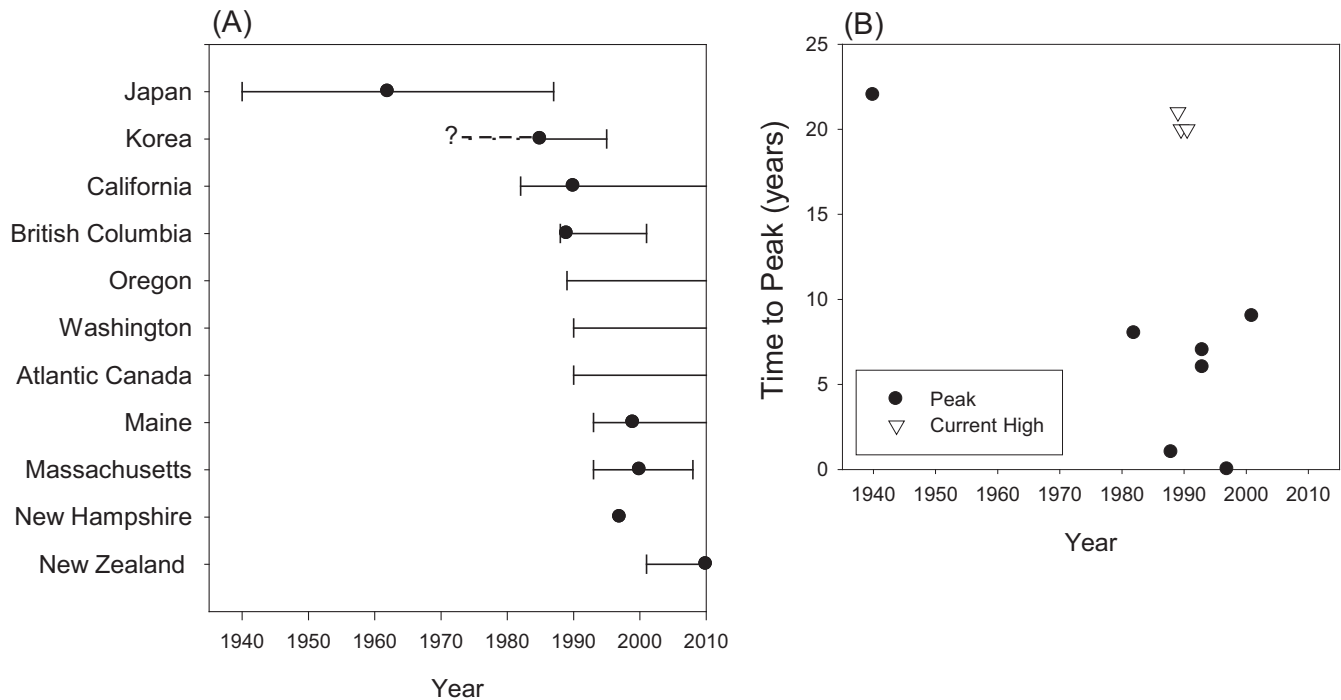 (A)
Japan
Korea
?
California
British Columbia
Oregon
Washington
Atlantic Canada
Maine
Massachusetts
New Hampshire
New Zealand
1940 1950 1960 1970 1980 1990 2000 2010
Year
(B)
Time to Peak (years)
25
20
15
10
5
0
Peak
Current High
1940 1950 1960 1970 1980 1990 2000 2010
Year